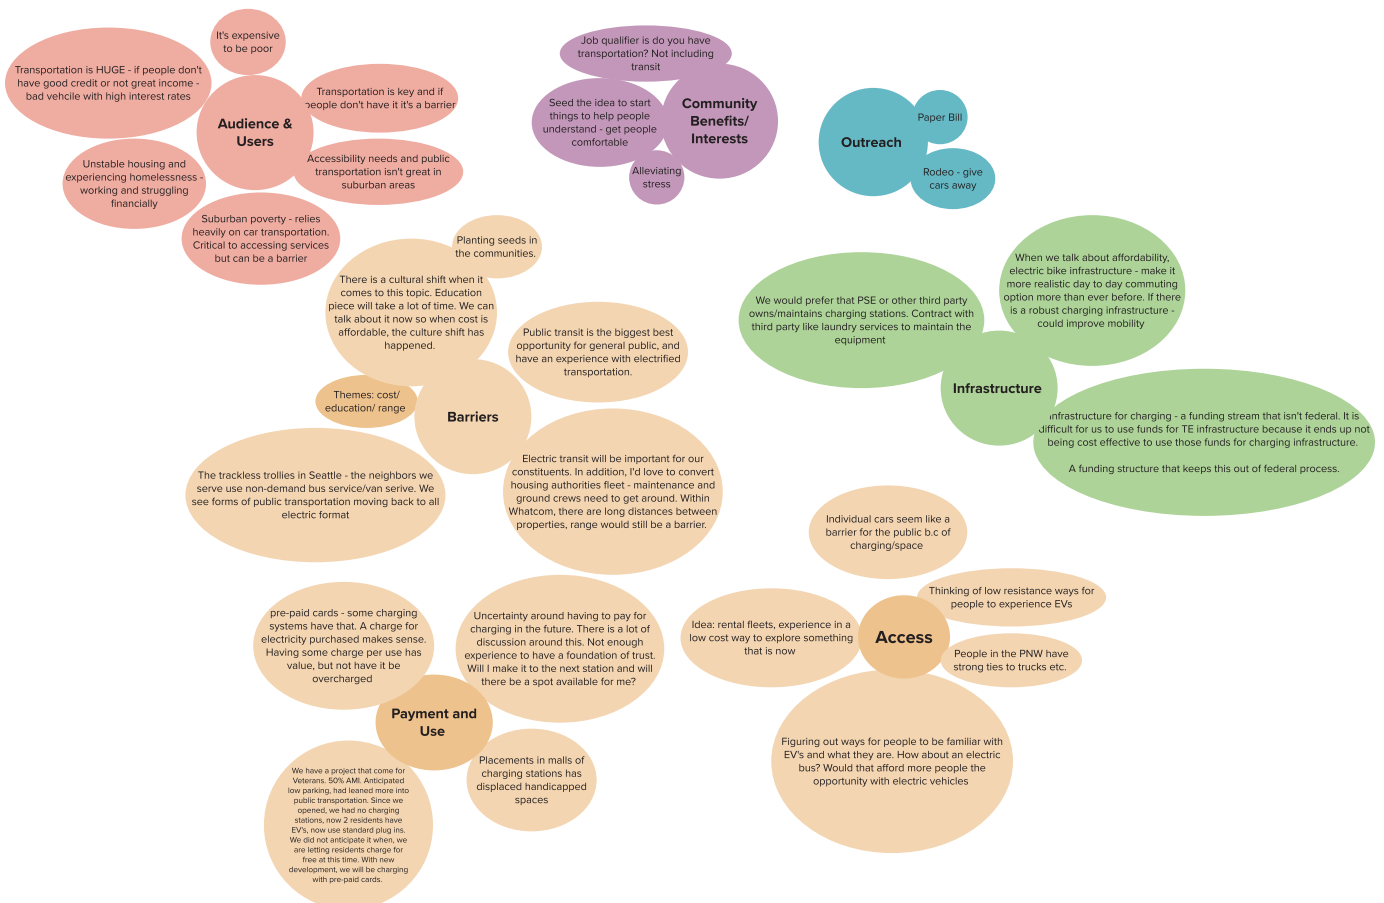 It's expensive
to be poor
Transportation is HUGE - if people don't
have good credit or not great income -
bad vehcile with high interest rates
Transportation is key and if
people don't have it it's a barrier
Audience &
Users
Accessibility needs and public
transportation isn't great in
suburban areas
Unstable housing and
experiencing homelessness -
working and struggling
financially
Suburban poverty - relies
heavily on car transportation.
Critical to accessing services
but can be a barrier
Job qualifier is do you have
transportation? Not including
transit
Seed the idea to start
things to help people
understand - get people
comfortable
Community
Benefits/
Interests
Alleviating
stress
Outreach
Paper Bill
Rodeo - give
cars away
Planting seeds in
the communities.
There is a cultural shift when it
comes to this topic. Education
piece will take a lot of time. We can
talk about it now so when cost is
affordable, the culture shift has
happened.
Public transit is the biggest best
opportunity for general public, and
have an experience with electrified
transportation.
Themes: cost/
education/ range
Barriers
The trackless trollies in Seattle - the neighbors we
serve use non-demand bus service/van serive. We
see forms of public transportation moving back to all
electric format
Electric transit will be important for our
constituents. In addition, I'd love to convert
housing authorities fleet - maintenance and
ground crews need to get around. Within
Whatcom, there are long distances between
properties, range would still be a barrier.
We would prefer that PSE or other third party
owns/maintains charging stations. Contract with
third party like laundry services to maintain the
equipment
When we talk about affordability,
electric bike infrastructure - make it
more realistic day to day commuting
option more than ever before. If there
is a robust charging infrastructure -
could improve mobility
Infrastructure
Infrastructure for charging - a funding stream that isn't federal. It is
difficult for us to use funds for TE infrastructure because it ends up not
being cost effective to use those funds for charging infrastructure.
A funding structure that keeps this out of federal process.
Individual cars seem like a
barrier for the public b.c of
charging/space
Thinking of low resistance ways for
people to experience EVs
Idea: rental fleets, experience in a
low cost way to explore something
that is now
Access
People in the PNW have
strong ties to trucks etc.
Figuring out ways for people to be familiar with
EV's and what they are. How about an electric
bus? Would that afford more people the
opportunity with electric vehicles
pre-paid cards - some charging
systems have that. A charge for
electricity purchased makes sense.
Having some charge per use has
value, but not have it be
overcharged
Uncertainty around having to pay for
charging in the future. There is a lot of
discussion around this. Not enough
experience to have a foundation of trust.
Will I make it to the next station and will
there be a spot available for me?
Payment and
Use
Placements in malls of
charging stations has
displaced handicapped
spaces
We have a project that come for
Veterans. 50% AMI. Anticipated
low parking, had leaned more into
public transportation. Since we
opened, we had no charging
stations, now 2 residents have
EV's, now use standard plug ins.
We did not anticipate it when, we
are letting residents charge for
free at this time. With new
development, we will be charging
with pre-paid cards.